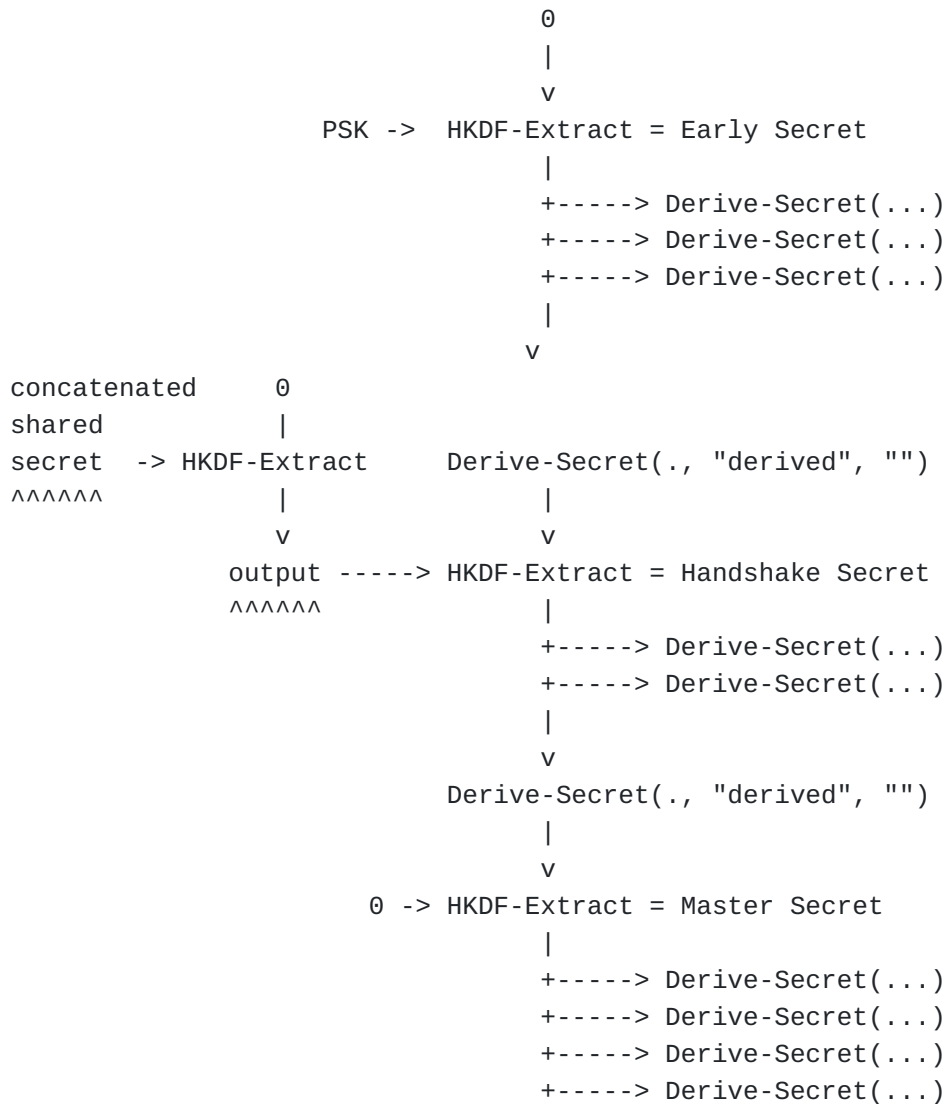 0
                                  |
                                  v
                    PSK ->  HKDF-Extract = Early Secret
                                  |
                                  +-----> Derive-Secret(...)
                                  +-----> Derive-Secret(...)
                                  +-----> Derive-Secret(...)
                                  |
                                 v
concatenated     0
shared           |
secret  -> HKDF-Extract     Derive-Secret(., "derived", "")
^^^^^^           |                |
                 v                v
              output -----> HKDF-Extract = Handshake Secret
              ^^^^^^              |
                                  +-----> Derive-Secret(...)
                                  +-----> Derive-Secret(...)
                                  |
                                  v
                            Derive-Secret(., "derived", "")
                                  |
                                  v
                       0 -> HKDF-Extract = Master Secret
                                  |
                                  +-----> Derive-Secret(...)
                                  +-----> Derive-Secret(...)
                                  +-----> Derive-Secret(...)
                                  +-----> Derive-Secret(...)